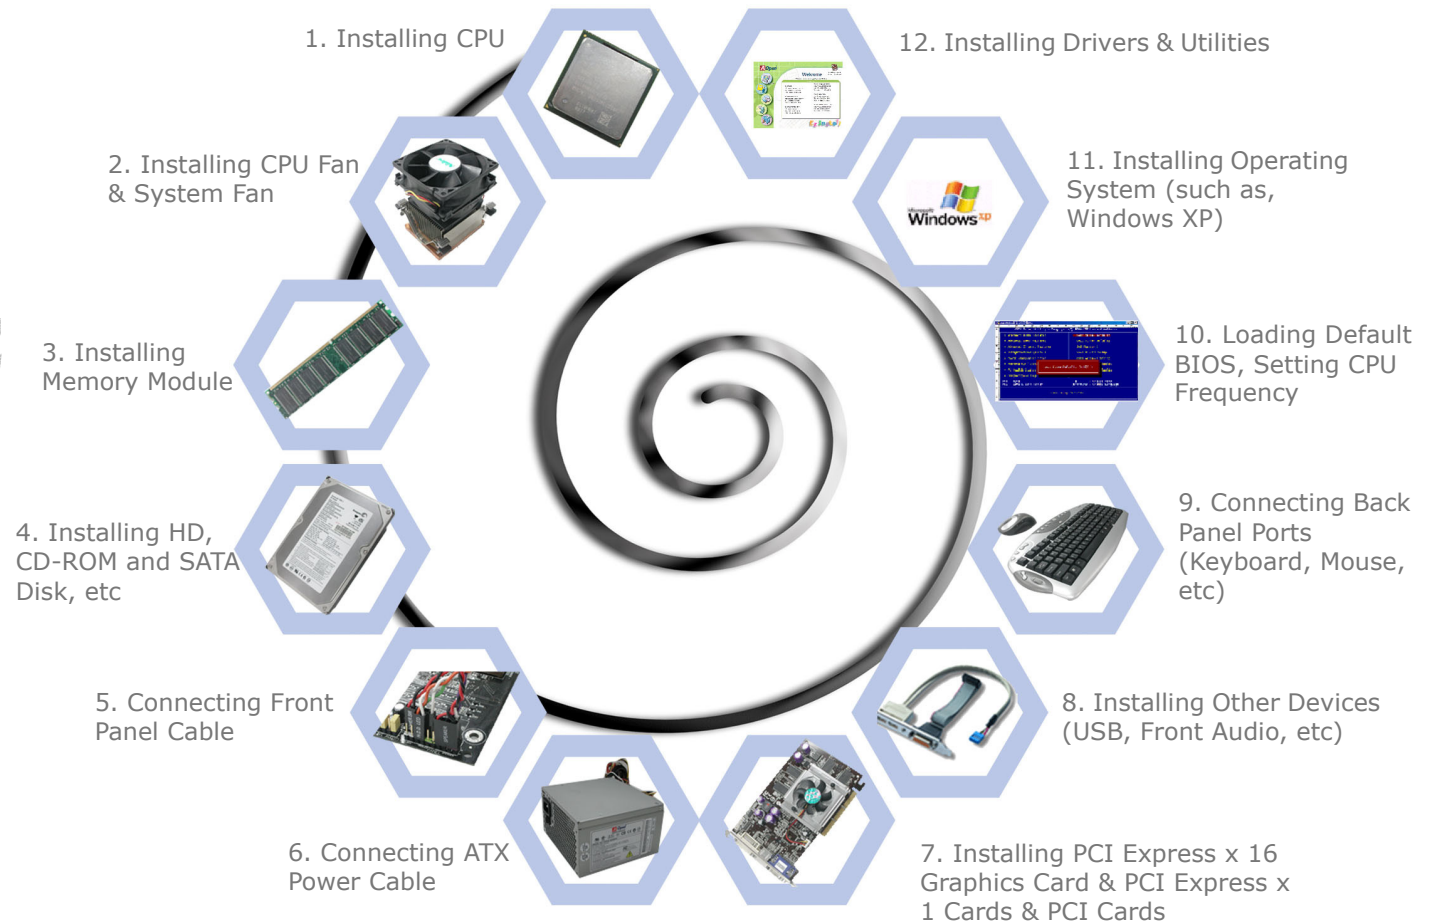 1. Installing CPU
2. Installing CPU Fan
& System Fan
3. Installing
Memory Module
4. Installing HD,
CD-ROM and SATA
Disk, etc
5. Connecting Front
Panel Cable
6. Connecting ATX
Power Cable
7. Installing PCI Express x 16
Graphics Card & PCI Express x
1 Cards & PCI Cards
8. Installing Other Devices
(USB, Front Audio, etc)
9. Connecting Back
Panel Ports
(Keyboard, Mouse,
etc)
10. Loading Default
BIOS, Setting CPU
Frequency
11. Installing Operating
System (such as,
Windows XP)
Microsoft
Windows xp
12. Installing Drivers & Utilities
AOpen
Welcome